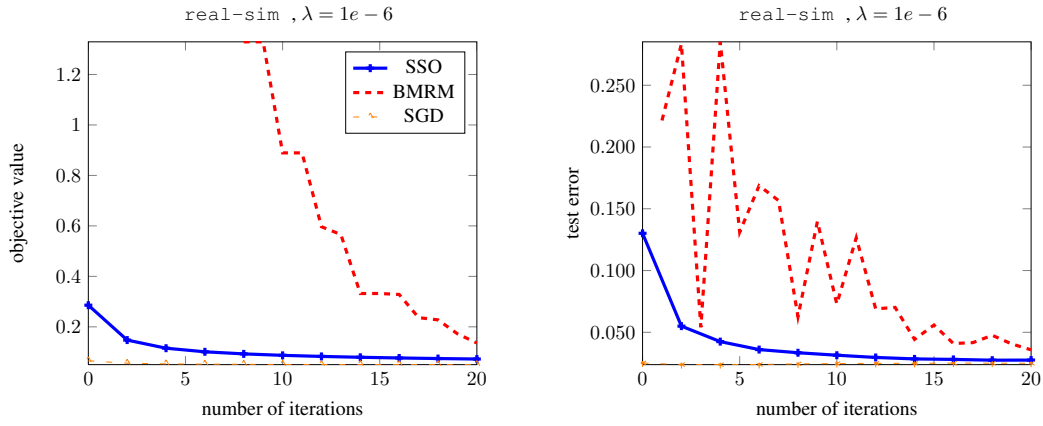 real-sim , λ = 1e − 6
objective value
1.2
1
0.8
0.6
0.4
0.2
0 5 10 15 20
number of iterations
SSO
BMRM
SGD
real-sim , λ = 1e − 6
test error
0.250
0.200
0.150
0.100
0.050
0 5 10 15 20
number of iterations